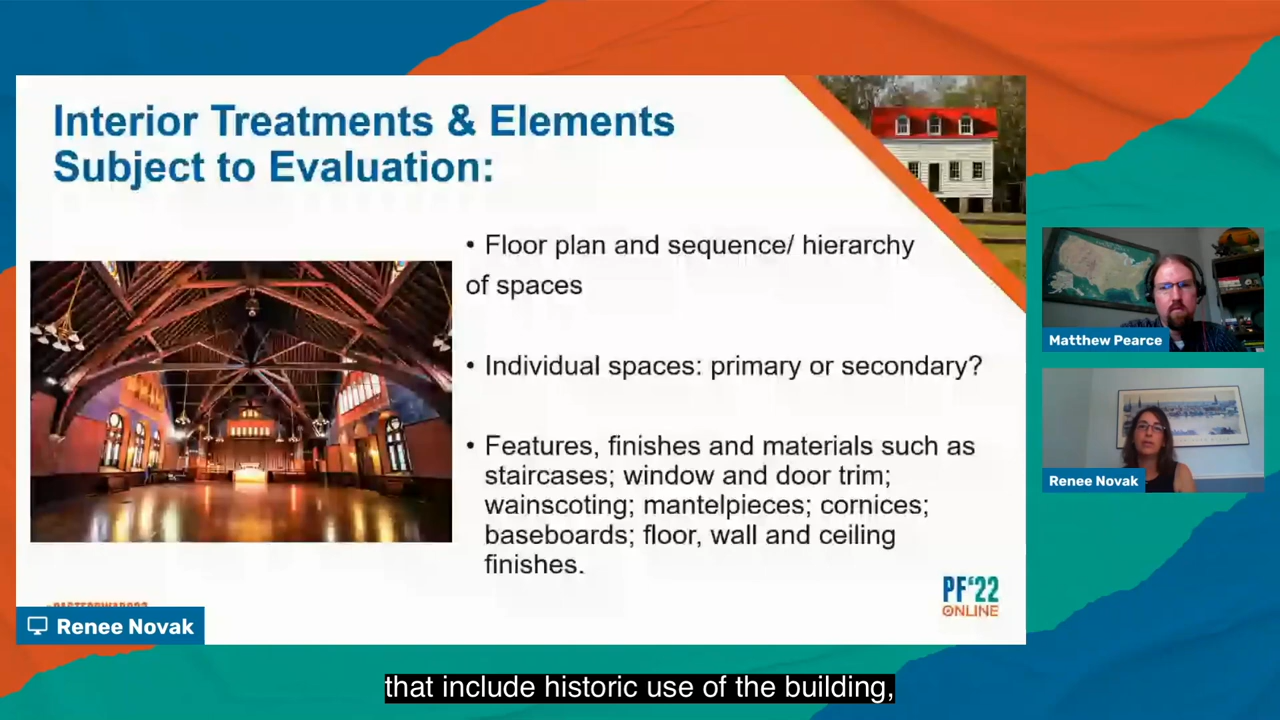 Interior Treatments & Elements
Subject to Evaluation:
• Floor plan and sequence/ hierarchy
of spaces
• Individual spaces: primary or secondary?
• Features, finishes and materials such as
staircases; window and door trim;
wainscoting; mantelpieces; cornices;
baseboards; floor, wall and ceiling
finishes.
PF'22
ONLINE
Renee Novak
Matthew Pearce
Renee Novak
that include historic use of the building,